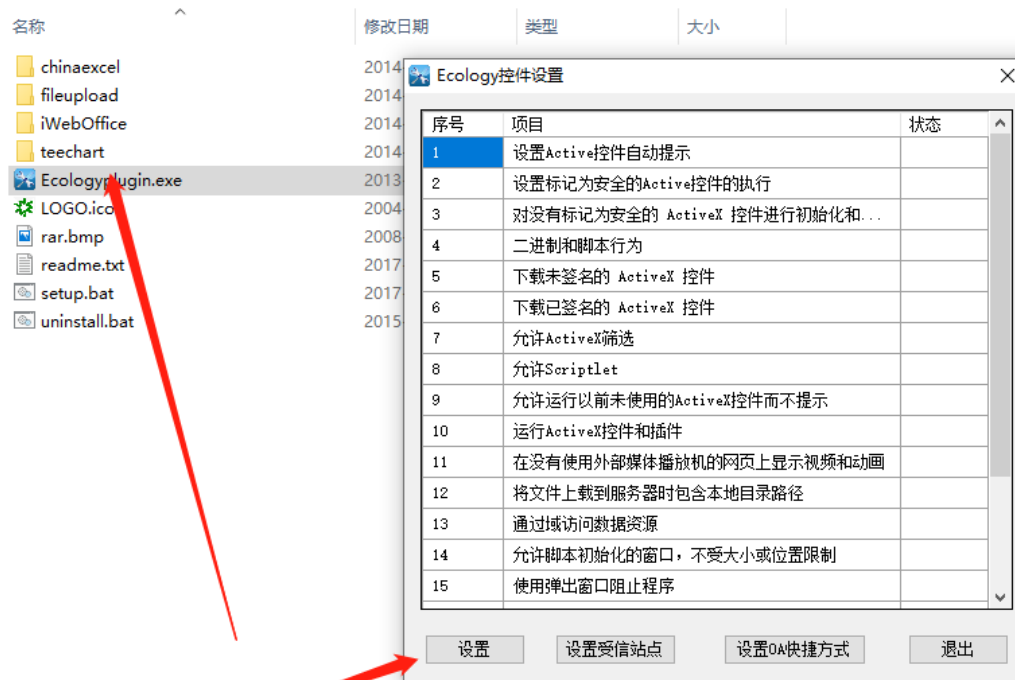 名称 修改日期 类型 大小
chinaexcel 2014
fileupload 2014
iWebOffice 2014
teechart 2014
Ecologyplugin.exe 2013
LOGO.ico 2004
rar.bmp 2008
readme.txt 2017
setup.bat 2017
uninstall.bat 2015
Ecology控件设置
序号 项目 状态
1 设置Active控件自动提示
2 设置标记为安全的Active控件的执行
3 对没有标记为安全的 ActiveX 控件进行初始化和...
4 二进制和脚本行为
5 下载未签名的 ActiveX 控件
6 下载已签名的 ActiveX 控件
7 允许ActiveX筛选
8 允许Scriptlet
9 允许运行以前未使用的ActiveX控件而不提示
10 运行ActiveX控件和插件
11 在没有使用外部媒体播放机的网页上显示视频和动画
12 将文件上载到服务器时包含本地目录路径
13 通过域访问数据资源
14 允许脚本初始化的窗口，不受大小或位置限制
15 使用弹出窗口阻止程序
设置 设置受信站点 设置OA快捷方式 退出